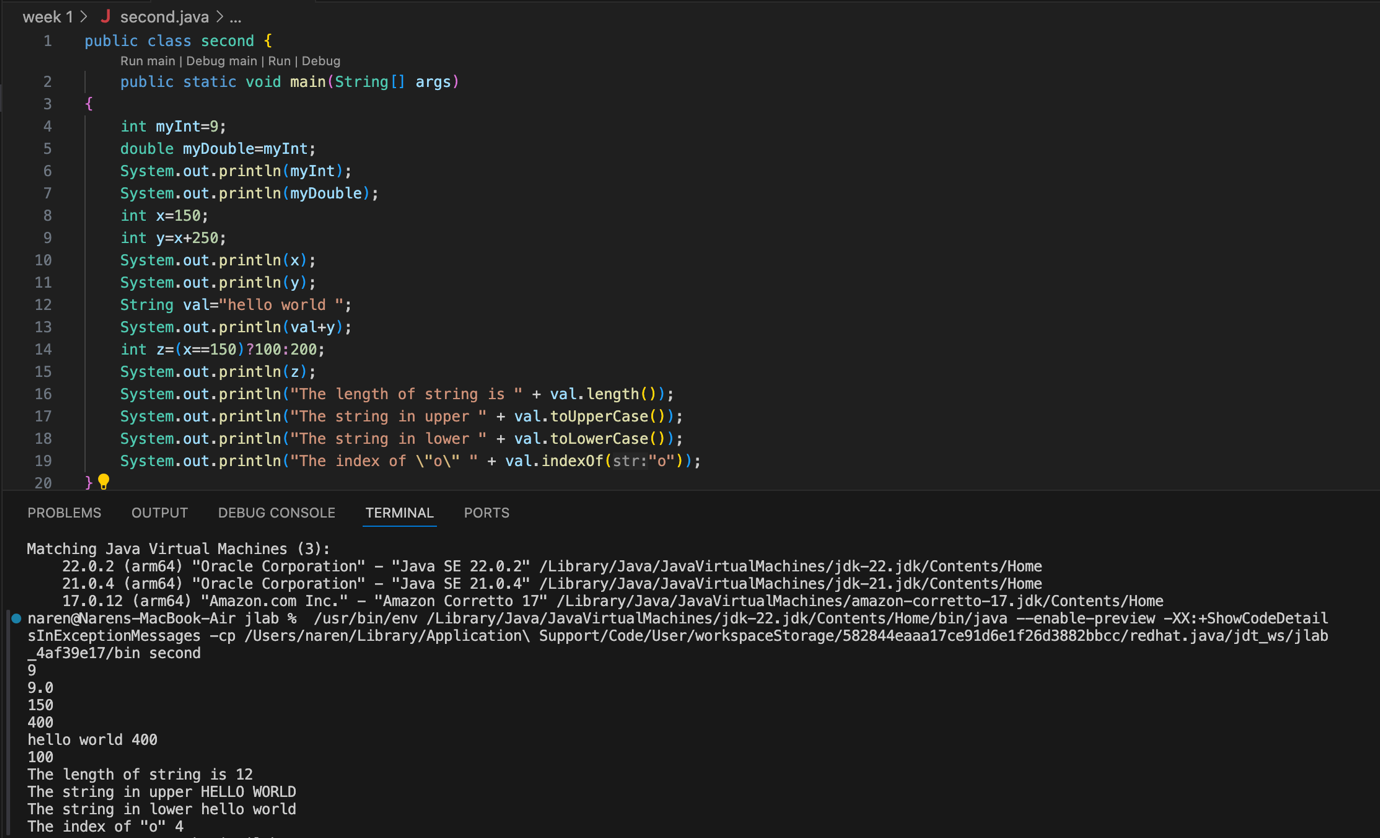 week 1 > J second.java > ...
1 public class second {
Run main | Debug main | Run | Debug
2 public static void main(String[] args)
3 {
4 int myInt=9;
5 double myDouble=myInt;
6 System.out.println(myInt);
7 System.out.println(myDouble);
8 int x=150;
9 int y=x+250;
10 System.out.println(x);
11 System.out.println(y);
12 String val="hello world ";
13 System.out.println(val+y);
14 int z=(x==150)?100:200;
15 System.out.println(z);
16 System.out.println("The length of string is " + val.length());
17 System.out.println("The string in upper " + val.toUpperCase());
18 System.out.println("The string in lower " + val.toLowerCase());
19 System.out.println("The index of \"o\" " + val.indexOf(str:"o"));
20 }
PROBLEMS OUTPUT DEBUG CONSOLE TERMINAL PORTS
Matching Java Virtual Machines (3):
22.0.2 (arm64) "Oracle Corporation" - "Java SE 22.0.2" /Library/Java/JavaVirtualMachines/jdk-22.jdk/Contents/Home
21.0.4 (arm64) "Oracle Corporation" - "Java SE 21.0.4" /Library/Java/JavaVirtualMachines/jdk-21.jdk/Contents/Home
17.0.12 (arm64) "Amazon.com Inc." - "Amazon Corretto 17" /Library/Java/JavaVirtualMachines/amazon-corretto-17.jdk/Contents/Home
naren@Narens-MacBook-Air jlab % /usr/bin/env /Library/Java/JavaVirtualMachines/jdk-22.jdk/Contents/Home/bin/java --enable-preview -XX:+ShowCodeDetail
sInExceptionMessages -cp /Users/naren/Library/Application\ Support/Code/User/workspaceStorage/582844eaaa17ce91d6e1f26d3882bbcc/redhat.java/jdt_ws/jlab
_4af39e17/bin second
9
9.0
150
400
hello world 400
100
The length of string is 12
The string in upper HELLO WORLD
The string in lower hello world
The index of "o" 4